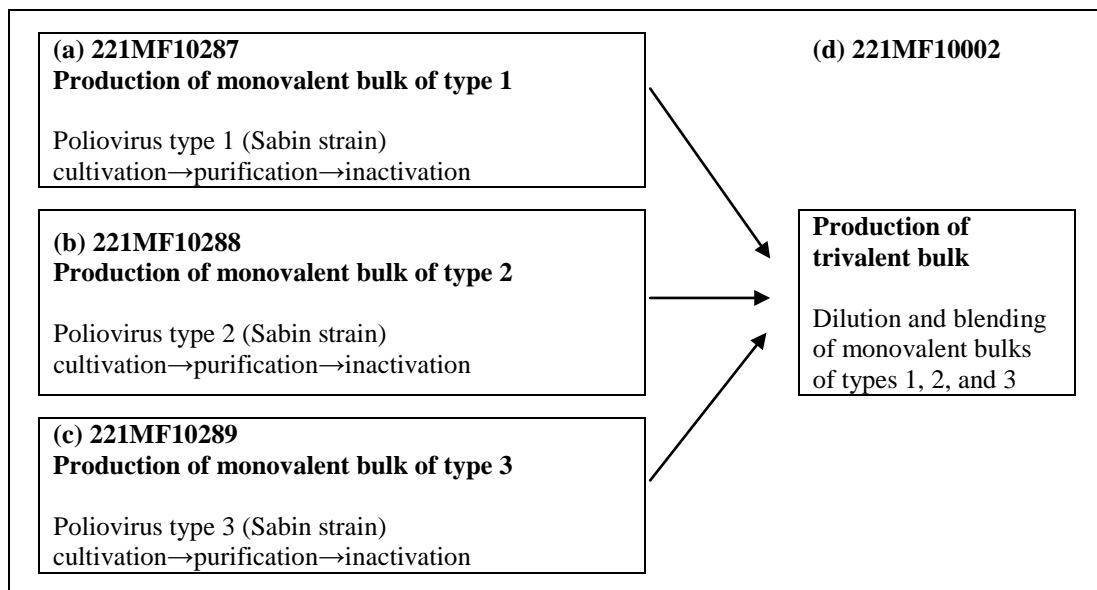 (a) 221MF10287
Production of monovalent bulk of type 1
Poliovirus type 1 (Sabin strain)
cultivation→purification→inactivation
(b) 221MF10288
Production of monovalent bulk of type 2
Poliovirus type 2 (Sabin strain)
cultivation→purification→inactivation
(c) 221MF10289
Production of monovalent bulk of type 3
Poliovirus type 3 (Sabin strain)
cultivation→purification→inactivation
(d) 221MF10002
Production of
trivalent bulk
Dilution and blending
of monovalent bulks
of types 1, 2, and 3